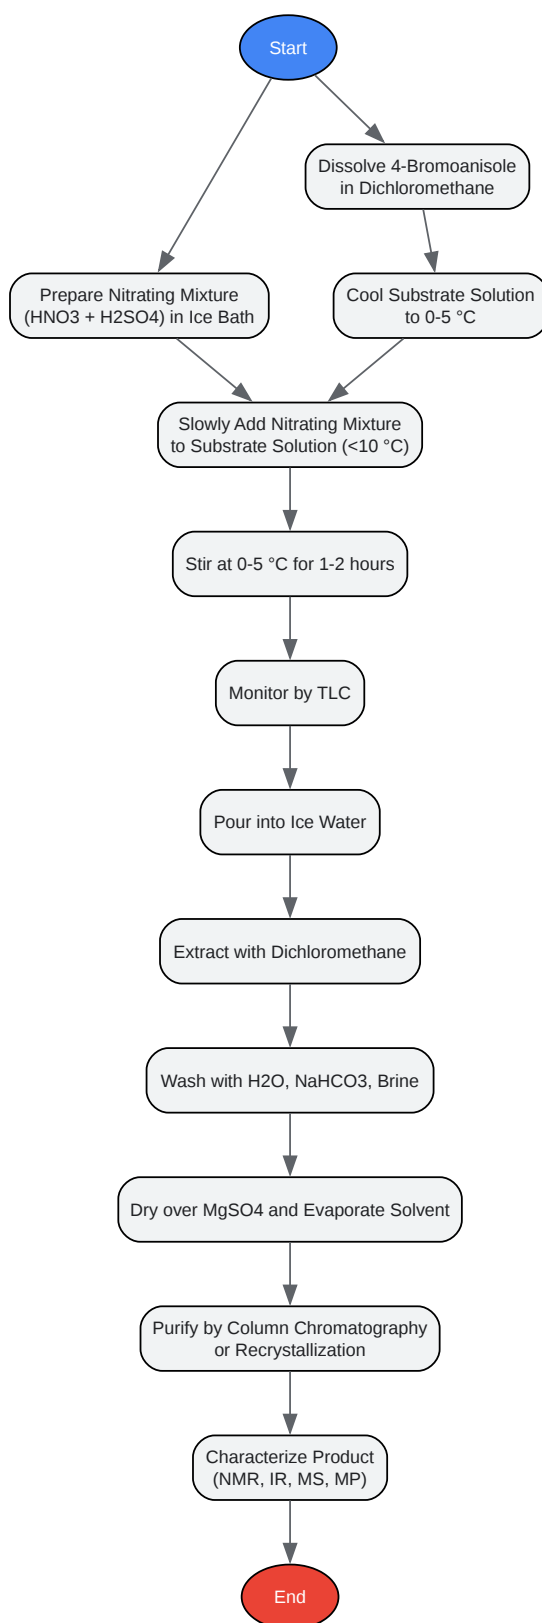 Start
Dissolve 4-Bromoanisole
in Dichloromethane
Prepare Nitrating Mixture
(HNO3 + H2SO4) in Ice Bath
Cool Substrate Solution
to 0-5 °C
Slowly Add Nitrating Mixture
to Substrate Solution (<10 °C)
Stir at 0-5 °C for 1-2 hours
Monitor by TLC
Pour into Ice Water
Extract with Dichloromethane
Wash with H2O, NaHCO3, Brine
Dry over MgSO4 and Evaporate Solvent
Purify by Column Chromatography
or Recrystallization
Characterize Product
(NMR, IR, MS, MP)
End